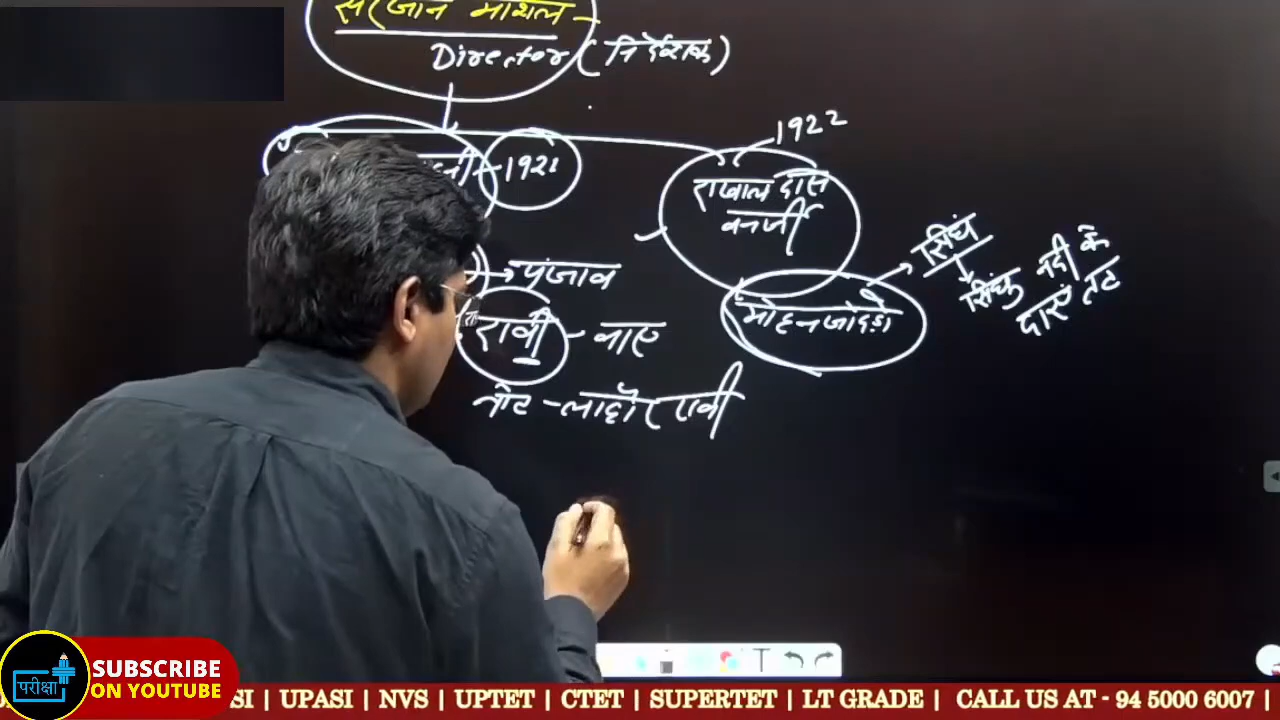 सर जॉन मार्शल -
Director (निर्देशक)
1921
1922
राखाल दास
बनर्जी
पंजाब
रावी - बाएं
नोट - लाहौर रावी
मोहनजोदड़ो
सिंध
सिंधु नदी के
दाएं तट
T
परीक्षा
SUBSCRIBE
ON YOUTUBE
SI | UPASI | NVS | UPTET | CTET | SUPERTET | LT GRADE | CALL US AT - 94 5000 6007 |